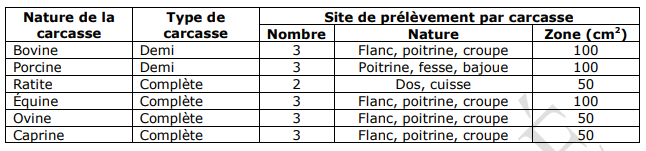 Nature de la carcasse | Type de carcasse | Site de prélèvement par carcasse
Nombre | Nature | Zone (cm²)
Bovine | Demi | 3 | Flanc, poitrine, croupe | 100
Porcine | Demi | 3 | Poitrine, fesse, bajoue | 100
Ratite | Complète | 2 | Dos, cuisse | 50
Équine | Complète | 3 | Flanc, poitrine, croupe | 100
Ovine | Complète | 3 | Flanc, poitrine, croupe | 50
Caprine | Complète | 3 | Flanc, poitrine, croupe | 50